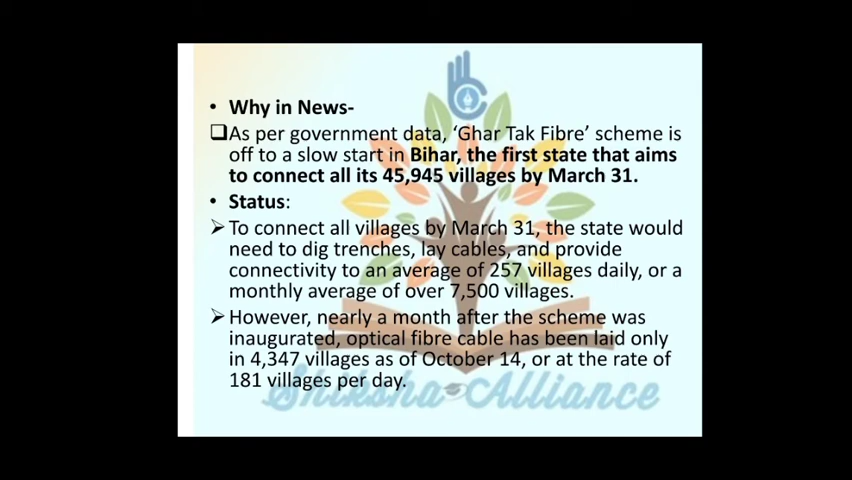 • Why in News-
❑As per government data, ‘Ghar Tak Fibre’ scheme is
off to a slow start in Bihar, the first state that aims
to connect all its 45,945 villages by March 31.
• Status:
➢To connect all villages by March 31, the state would
need to dig trenches, lay cables, and provide
connectivity to an average of 257 villages daily, or a
monthly average of over 7,500 villages.
➢However, nearly a month after the scheme was
inaugurated, optical fibre cable has been laid only
in 4,347 villages as of October 14, or at the rate of
181 villages per day.
Shiksha Alliance